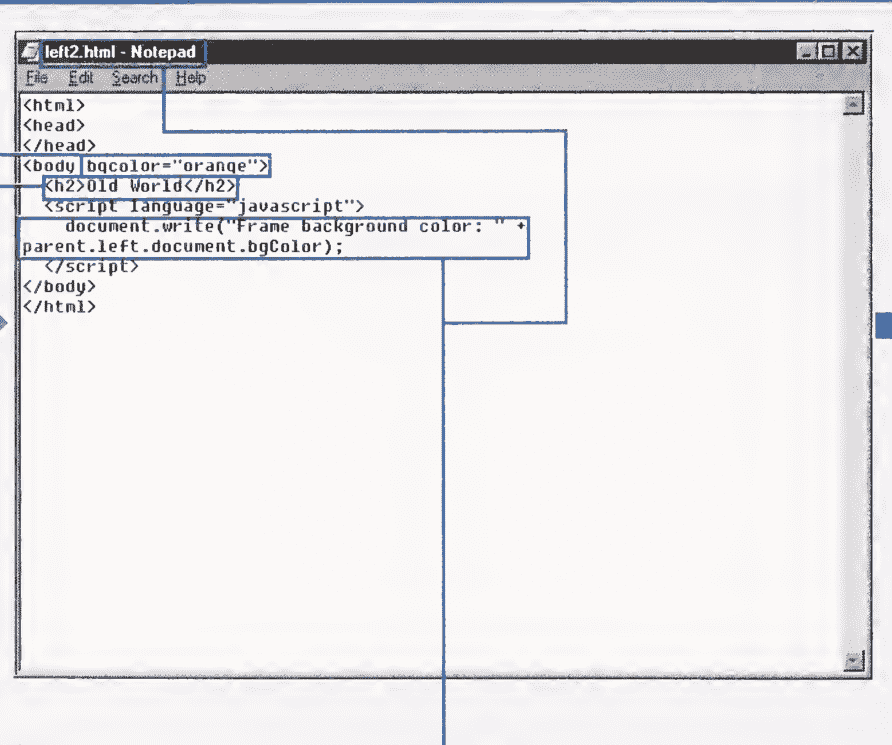 left2.html - Notepad
File Edit Search Help
<html>
<head>
</head>
<body bgcolor="orange">
<h2>Old World</h2>
<script language="javascript">
document.write("Frame background color: " +
parent.left.document.bgColor);
</script>
</body>
</html>